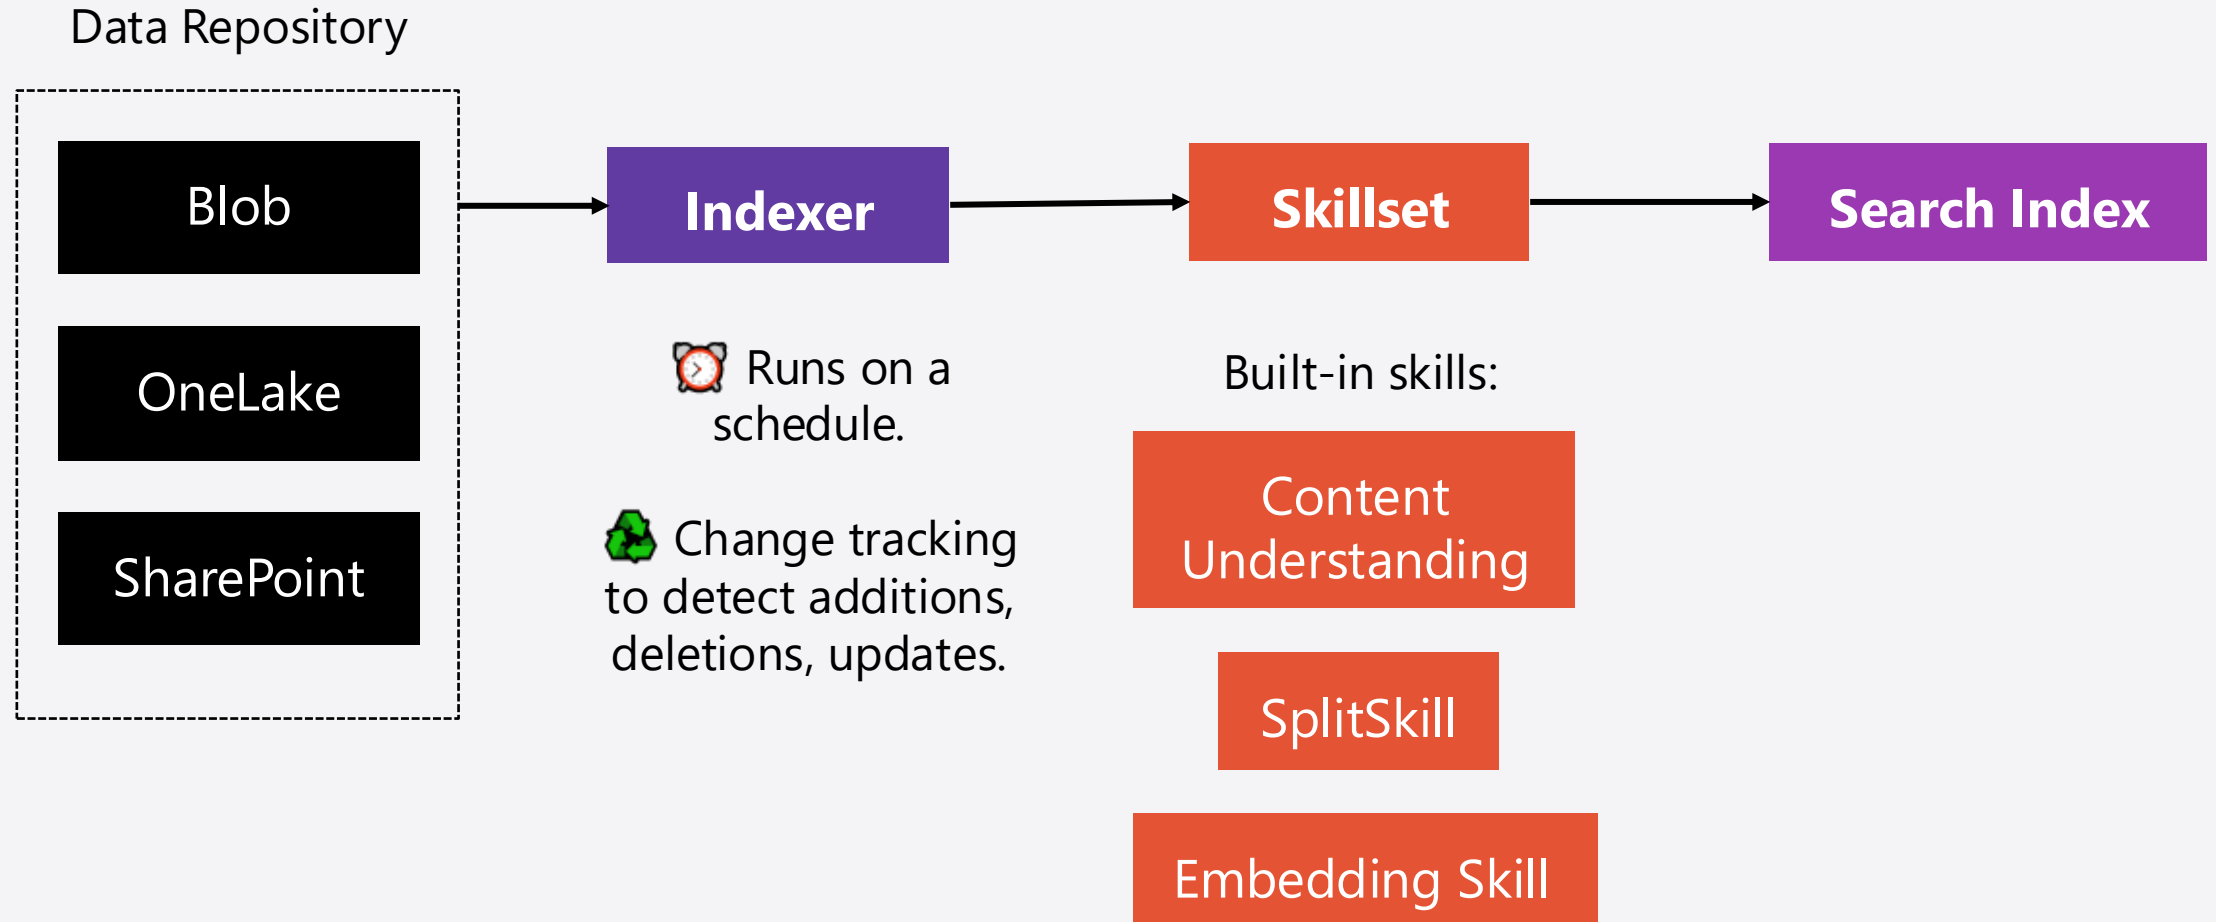 Data Repository
Blob
OneLake
SharePoint
Indexer
Runs on a
schedule.
Change tracking
to detect additions,
deletions, updates.
Skillset
Built-in skills:
Content
Understanding
SplitSkill
Embedding Skill
Search Index